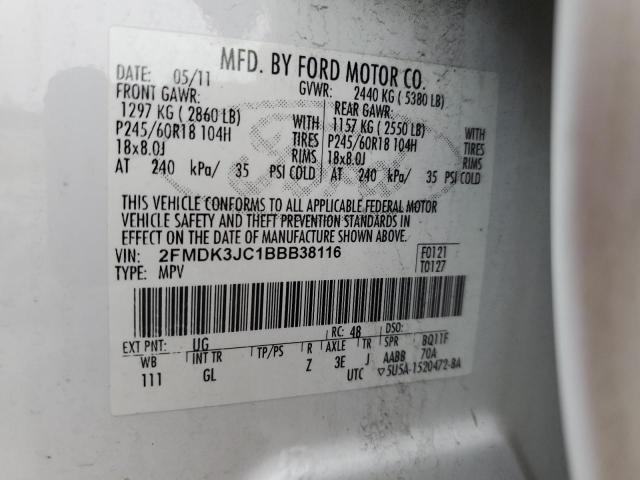 MFD. BY FORD MOTOR CO.
DATE: 05/11 GVWR: 2440 KG ( 5380 LB)
FRONT GAWR: REAR GAWR:
1297 KG ( 2860 LB) WITH 1157 KG ( 2550 LB) WITH
P245/60R18 104H TIRES P245/60R18 104H TIRES
18x8.0J RIMS 18x8.0J RIMS
AT 240 kPa/ 35 PSI COLD AT 240 kPa/ 35 PSI COLD
THIS VEHICLE CONFORMS TO ALL APPLICABLE FEDERAL MOTOR
VEHICLE SAFETY AND THEFT PREVENTION STANDARDS IN
EFFECT ON THE DATE OF MANUFACTURE SHOWN ABOVE.
VIN: 2FMDK3JC1BBB38116 F0121
TYPE: MPV T0127
EXT PNT: UG RC: 48 DSO:
WB INT TR TP/PS R AXLE TR SPR BQ11F
111 GL Z 3E J AABB 70A
UTC ▽5U5A-1520472-BA
Ford